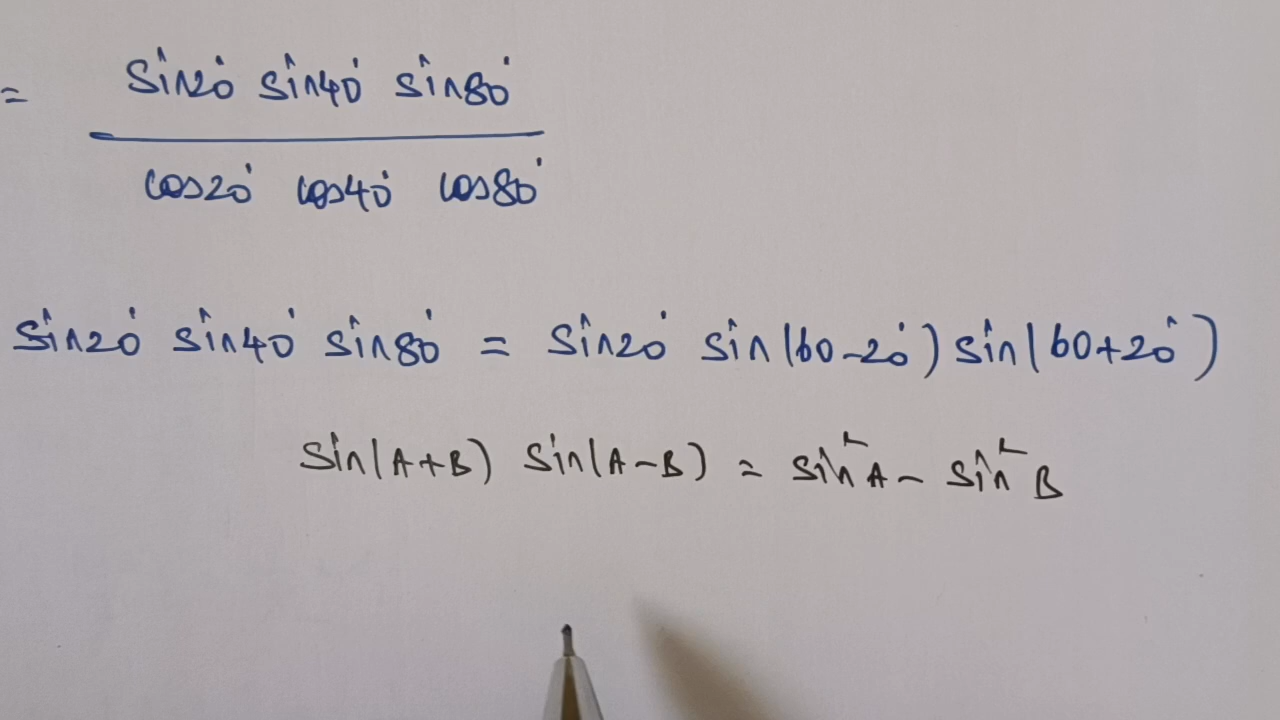 = sin20° sin40° sin80°
cos20° cos40° cos80°
sin20° sin40° sin80° = sin20° sin(60-20°) sin(60+20°)
sin(A+B) sin(A-B) = sin²A - sin²B